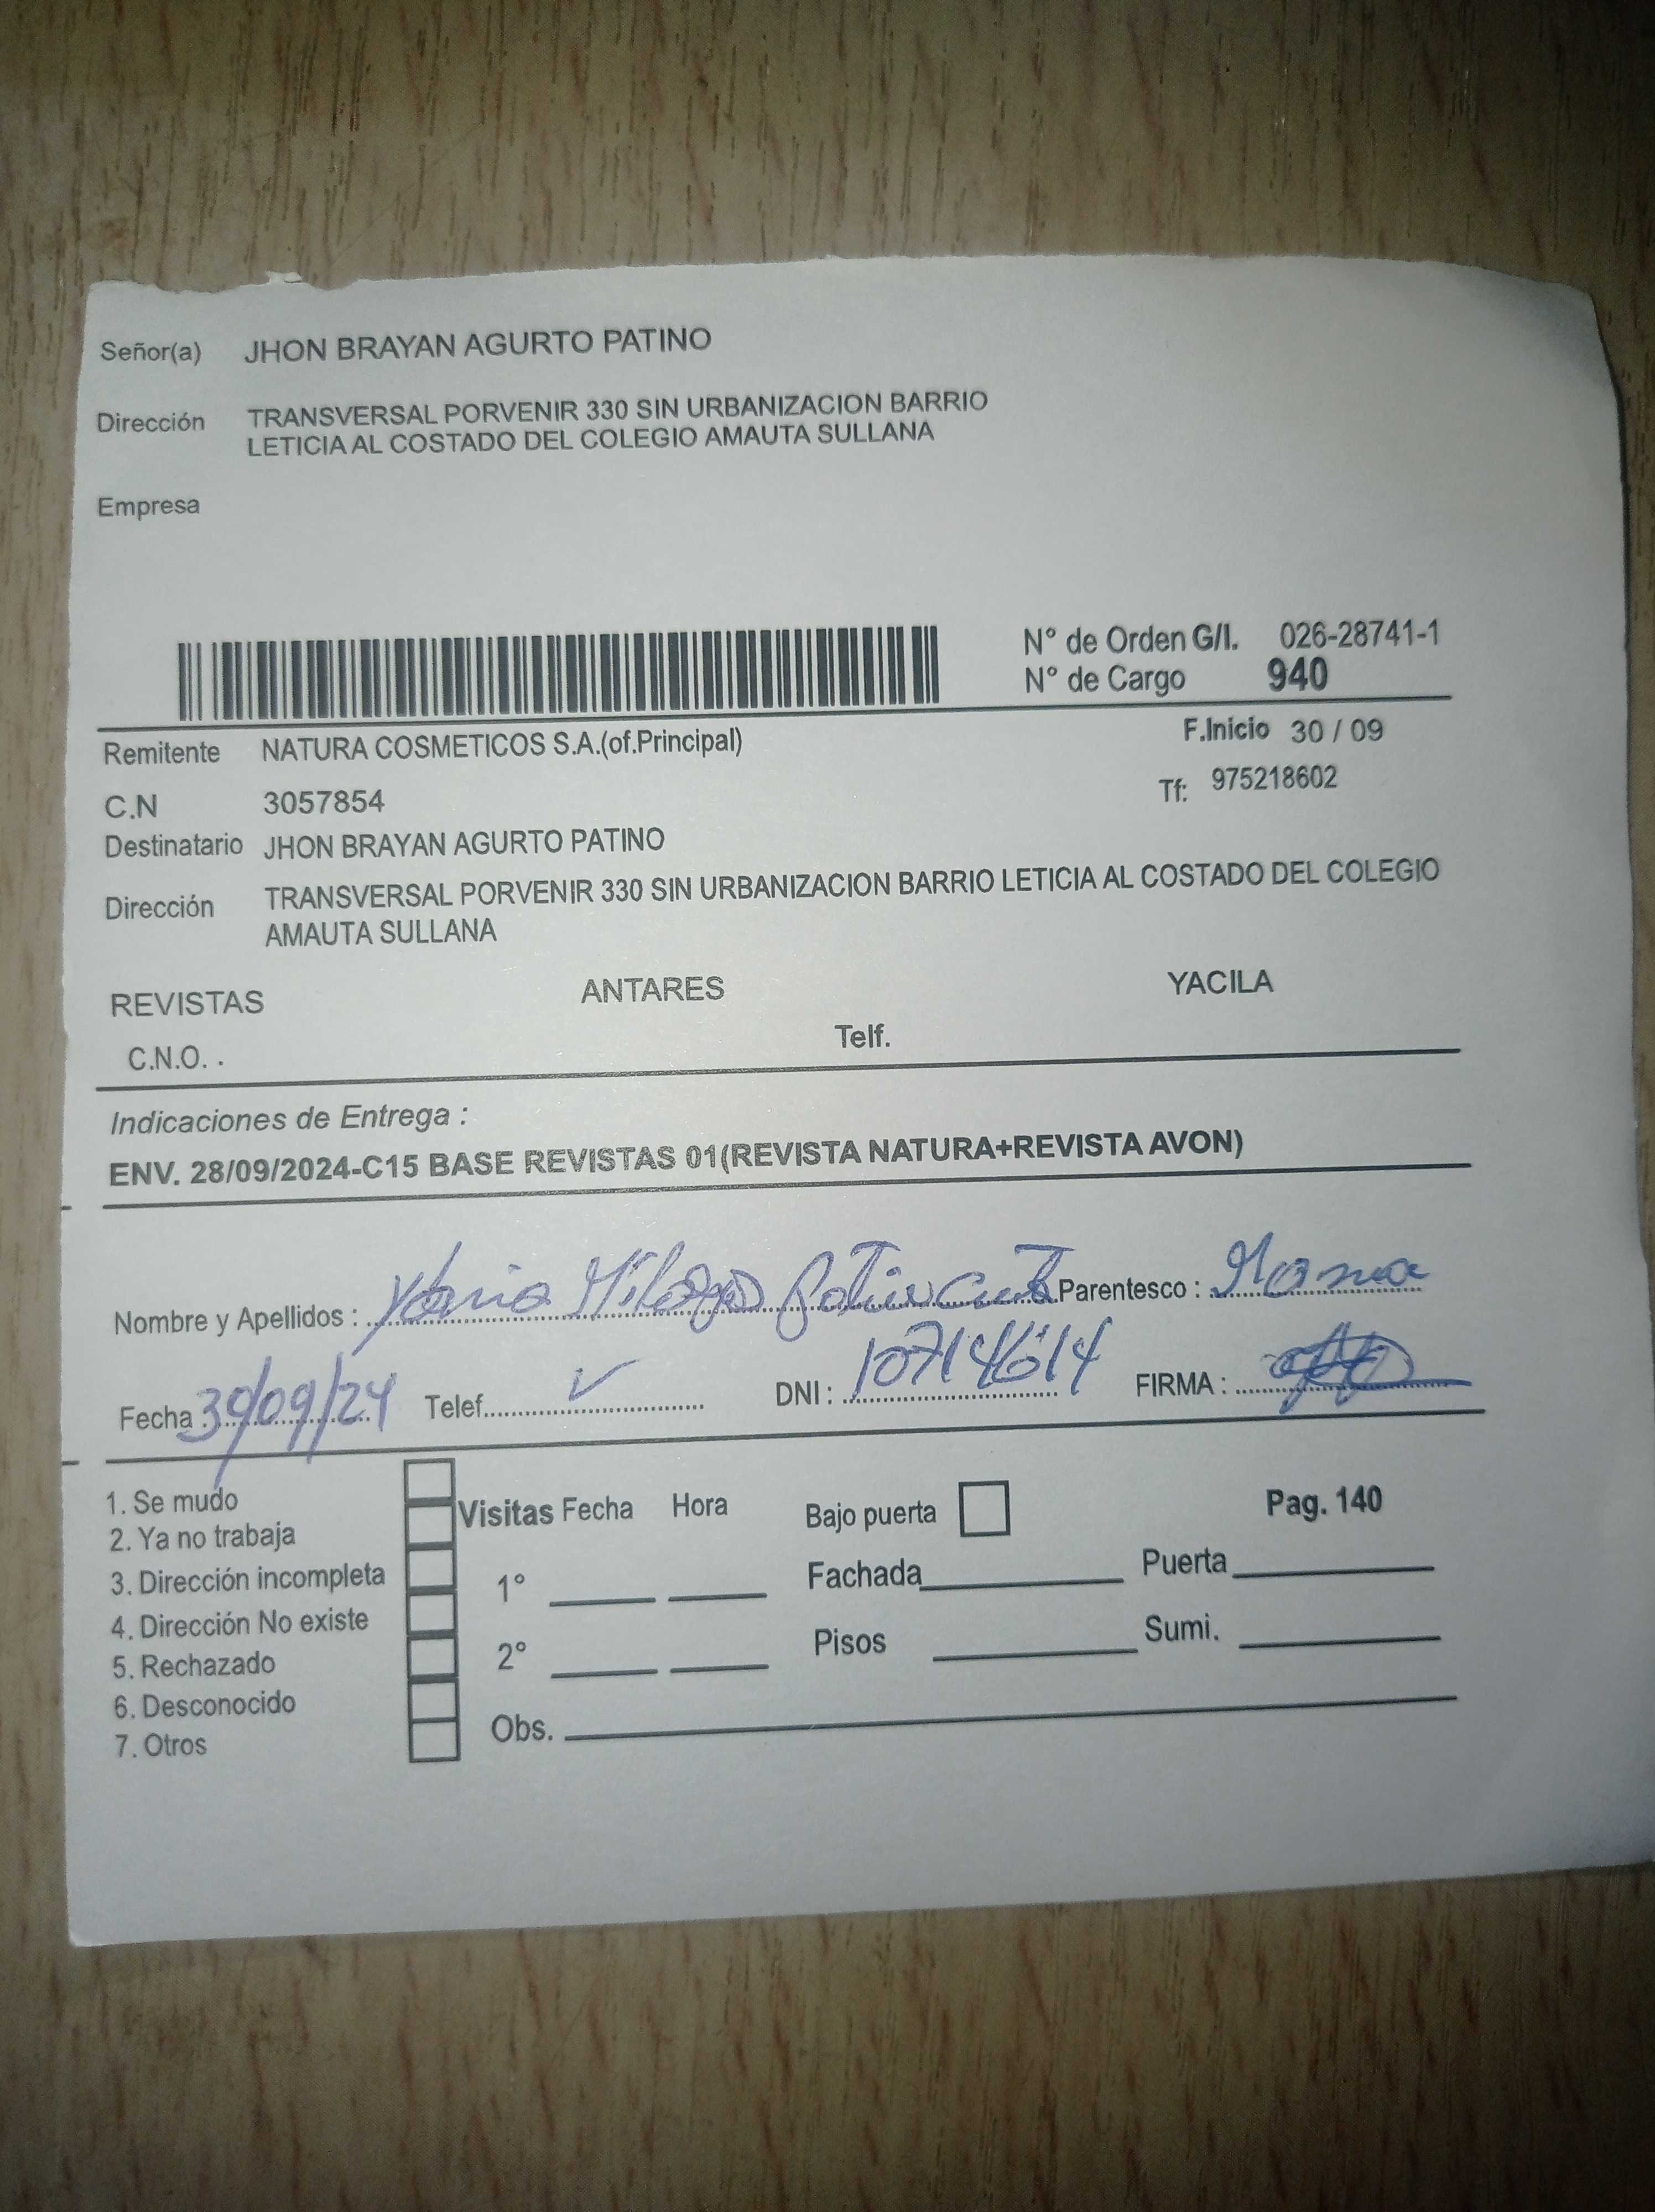 Señor(a) JHON BRAYAN AGURTO PATINO
Dirección TRANSVERSAL PORVENIR 330 SIN URBANIZACION BARRIO
LETICIA AL COSTADO DEL COLEGIO AMAUTA SULLANA
Empresa
N° de Orden G/I. 026-28741-1
N° de Cargo 940
Remitente NATURA COSMETICOS S.A.(of.Principal) F.Inicio 30 / 09
C.N 3057854 Tf: 975218602
Destinatario JHON BRAYAN AGURTO PATINO
Dirección TRANSVERSAL PORVENIR 330 SIN URBANIZACION BARRIO LETICIA AL COSTADO DEL COLEGIO
AMAUTA SULLANA
REVISTAS ANTARES YACILA
C.N.O. . Telf.
Indicaciones de Entrega :
ENV. 28/09/2024-C15 BASE REVISTAS 01(REVISTA NATURA+REVISTA AVON)
Nombre y Apellidos : Milagros Parentesco : Mama
Fecha : 30/09/24 Telef. DNI : 10714614 FIRMA :
1. Se mudo
2. Ya no trabaja
3. Dirección incompleta
4. Dirección No existe
5. Rechazado
6. Desconocido
7. Otros
Visitas Fecha Hora Bajo puerta Pag. 140
1° Fachada Puerta
2° Pisos Sumi.
Obs.